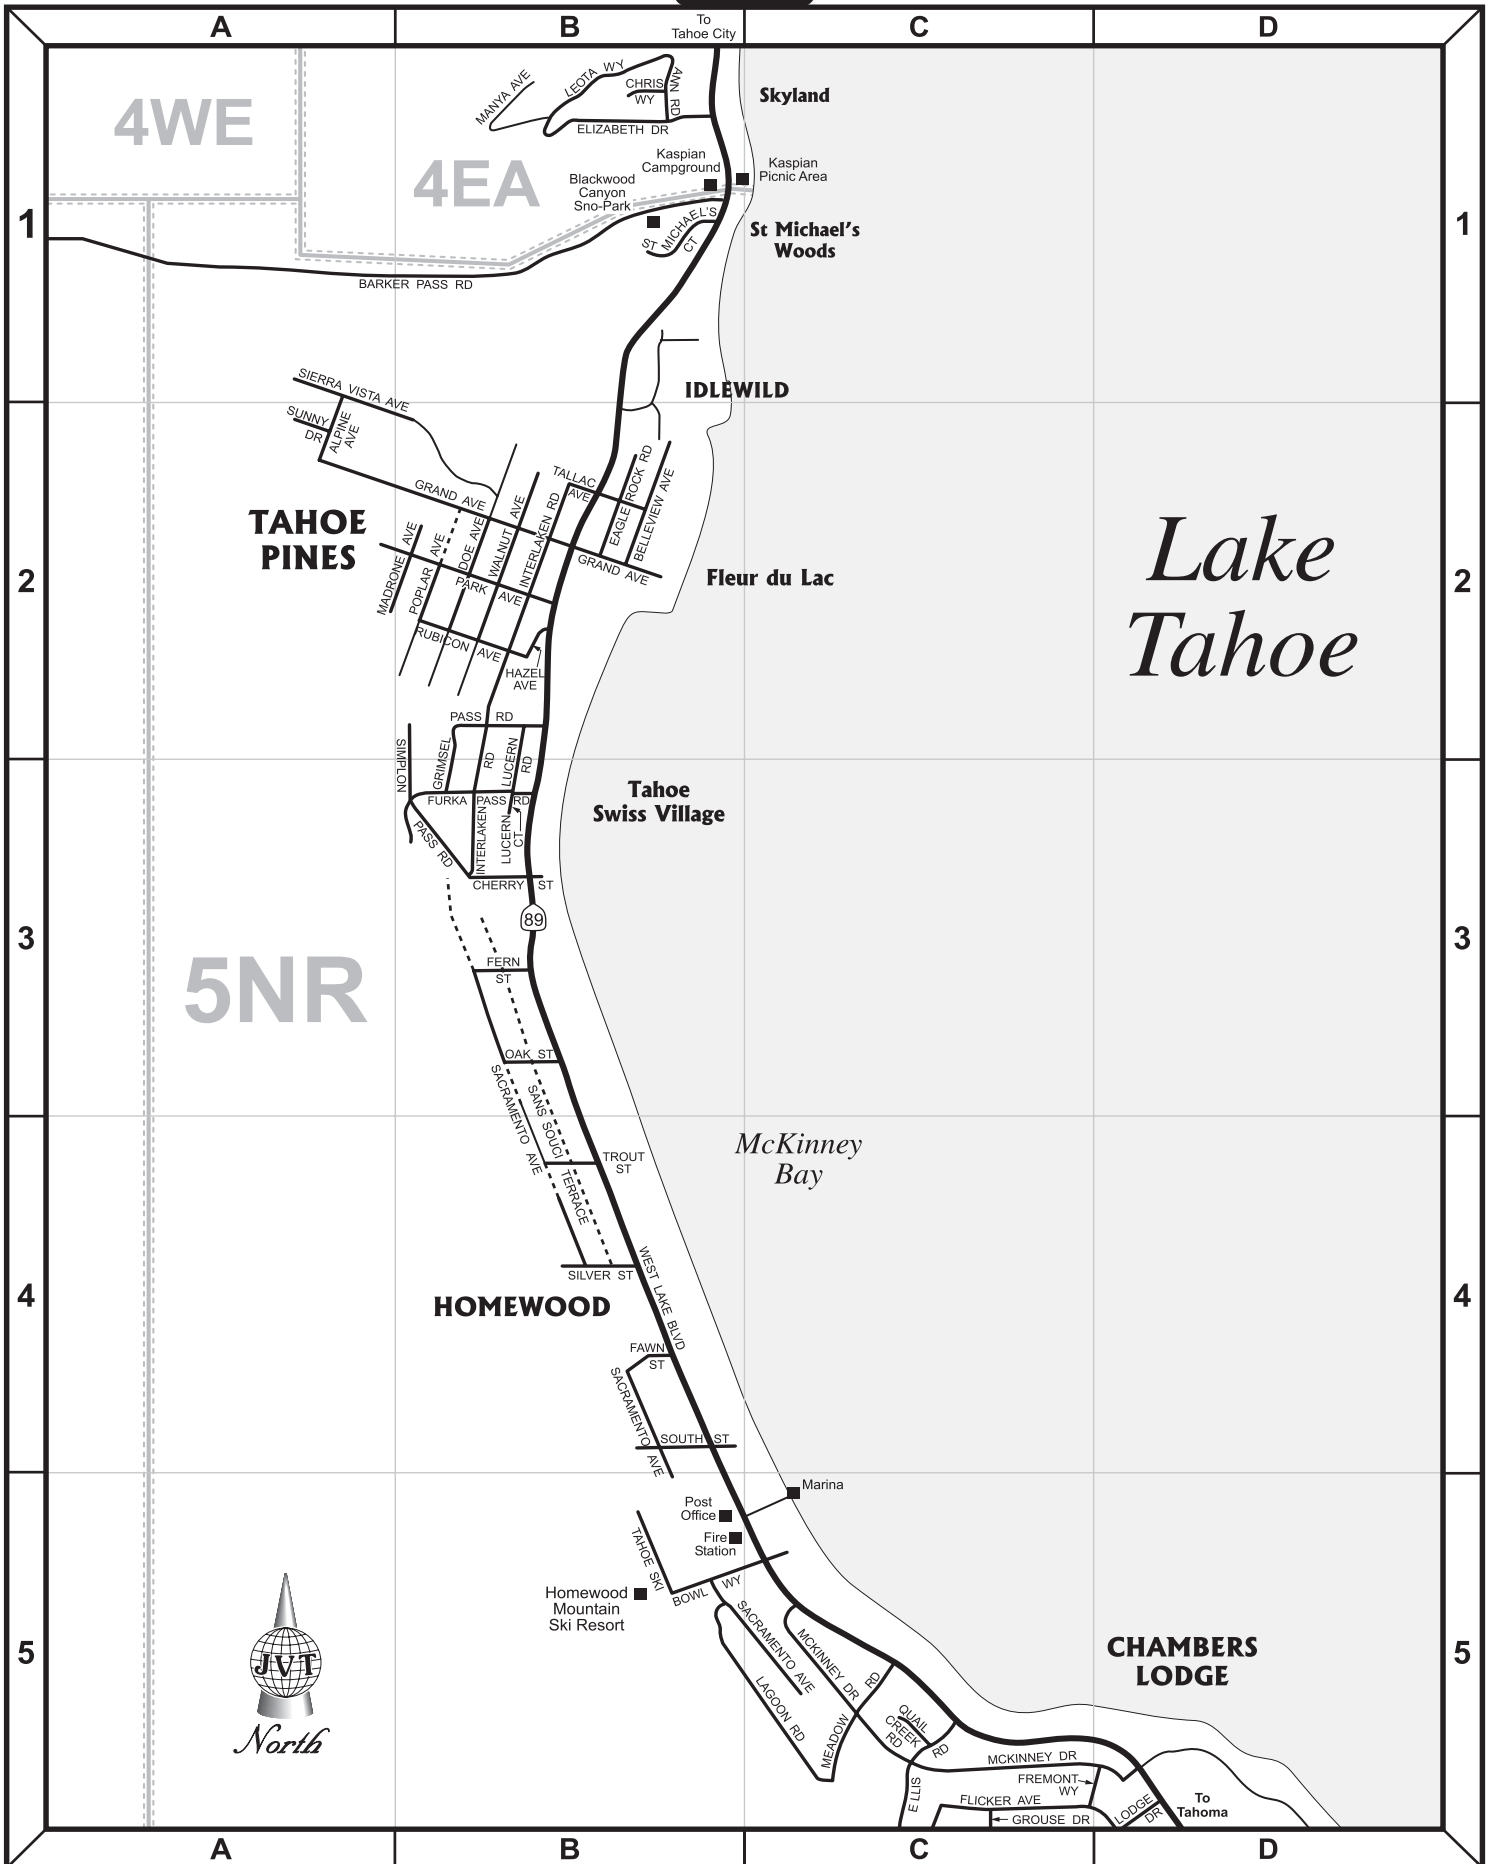 A
B
To
Tahoe City
C
D
4WE
4EA
MANYA AVE
LEOTA WY
CHRIS
WY
ANN RD
ELIZABETH DR
Skyland
Kaspian
Campground
Kaspian
Picnic Area
Blackwood
Canyon
Sno-Park
ST MICHAEL'S
CT
St Michael's
Woods
1
1
BARKER PASS RD
IDLEWILD
SIERRA VISTA AVE
SUNNY
DR
ALPINE
AVE
GRAND AVE
TALLAC
AVE
EAGLE ROCK RD
BELLEVIEW AVE
TAHOE
PINES
MADRONE AVE
POPLAR AVE
DOE AVE
WALNUT AVE
INTERLAKEN RD
PARK AVE
GRAND AVE
Fleur du Lac
Lake
Tahoe
2
2
RUBICON AVE
HAZEL
AVE
PASS RD
SIMPLON
GRIMSEL
RD
LUCERN
RD
FURKA PASS RD
PASS RD
INTERLAKEN
LUCERN
CT
CHERRY ST
Tahoe
Swiss Village
89
3
3
5NR
FERN
ST
OAK ST
SACRAMENTO AVE
SANS SOUCI
TERRACE
TROUT
ST
McKinney
Bay
SILVER ST
WEST LAKE BLVD
4
4
HOMEWOOD
FAWN
ST
SACRAMENTO AVE
SOUTH ST
Marina
Post
Office
Fire
Station
TAHOE SKI
BOWL WY
Homewood
Mountain
Ski Resort
SACRAMENTO AVE
MCKINNEY DR
LAGOON RD
MEADOW RD
QUAIL
CREEK
RD
RD
CHAMBERS
LODGE
5
5
JVT
North
MCKINNEY DR
FREMONT
WY
ELLIS
FLICKER AVE
GROUSE DR
LODGE
DR
To
Tahoma
A
B
C
D